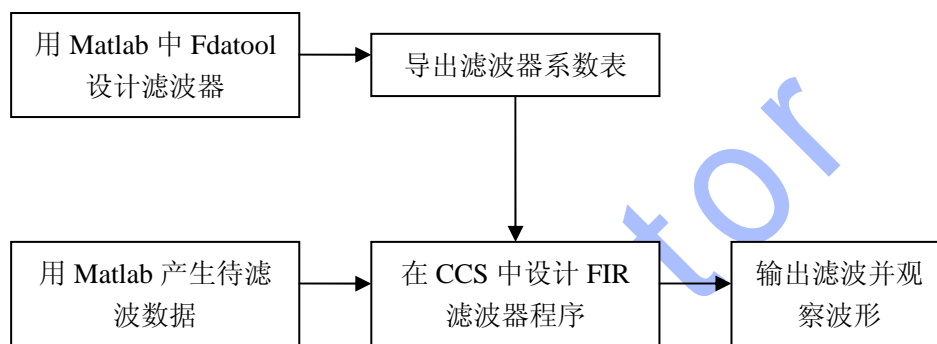 用 Matlab 中 Fdatool
设计滤波器
导出滤波器系数表
用 Matlab 产生待滤
波数据
在 CCS 中设计 FIR
滤波器程序
输出滤波并观
察波形
tor